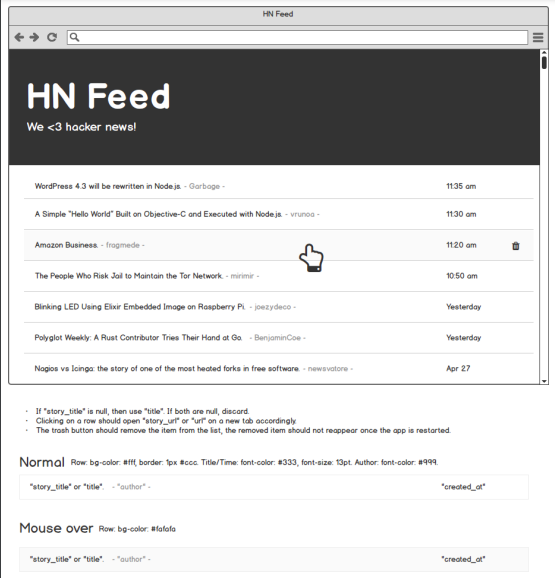 HN Feed
HN Feed
We <3 hacker news!
WordPress 4.3 will be rewritten in Node.js. - Garbage - 11:35 am
A Simple "Hello World" Built on Objective-C and Executed with Node.js. - vrunoa - 11:30 am
Amazon Business. - fragmede - 11:20 am
The People Who Risk Jail to Maintain the Tor Network. - mirimir - 10:50 am
Blinking LED Using Elixir Embedded Image on Raspberry Pi. - joezydeco - Yesterday
Polyglot Weekly: A Rust Contributor Tries Their Hand at Go. - BenjaminCoe - Yesterday
Nagios vs Icinga: the story of one of the most heated forks in free software. - newsvatore - Apr 27
· If "story_title" is null, then use "title". If both are null, discard.
· Clicking on a row should open "story_url" or "url" on a new tab accordingly.
· The trash button should remove the item from the list, the removed item should not reappear once the app is restarted.
Normal Row: bg-color: #fff, border: 1px #ccc. Title/Time: font-color: #333, font-size: 13pt. Author: font-color: #999.
"story_title" or "title". - "author" - "created_at"
Mouse over Row: bg-color: #fafafa
"story_title" or "title". - "author" - "created_at"